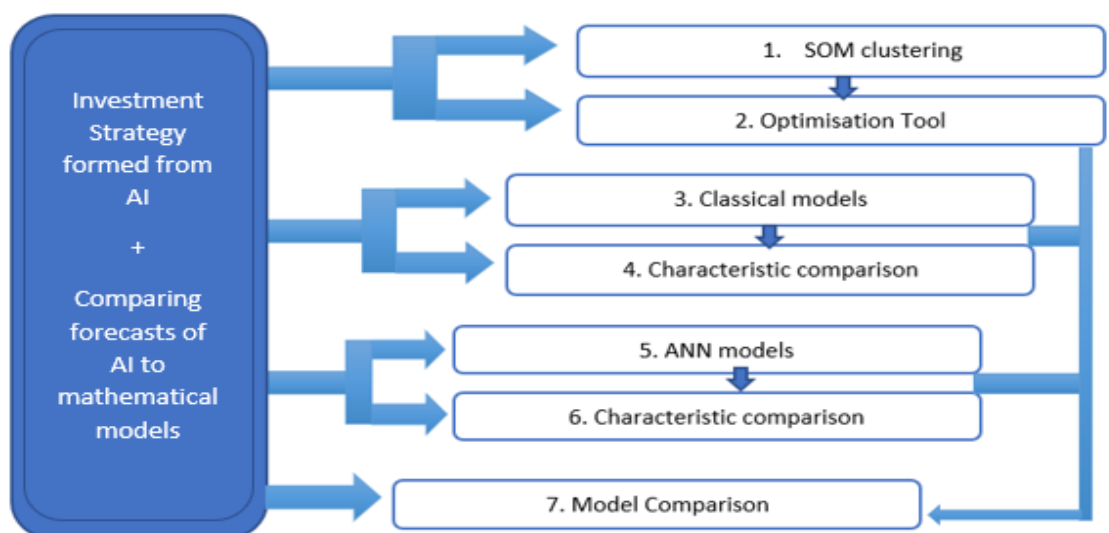 Investment
Strategy
formed from
AI
+
Comparing
forecasts of
AI to
mathematical
models
1. SOM clustering
2. Optimisation Tool
3. Classical models
4. Characteristic comparison
5. ANN models
6. Characteristic comparison
7. Model Comparison